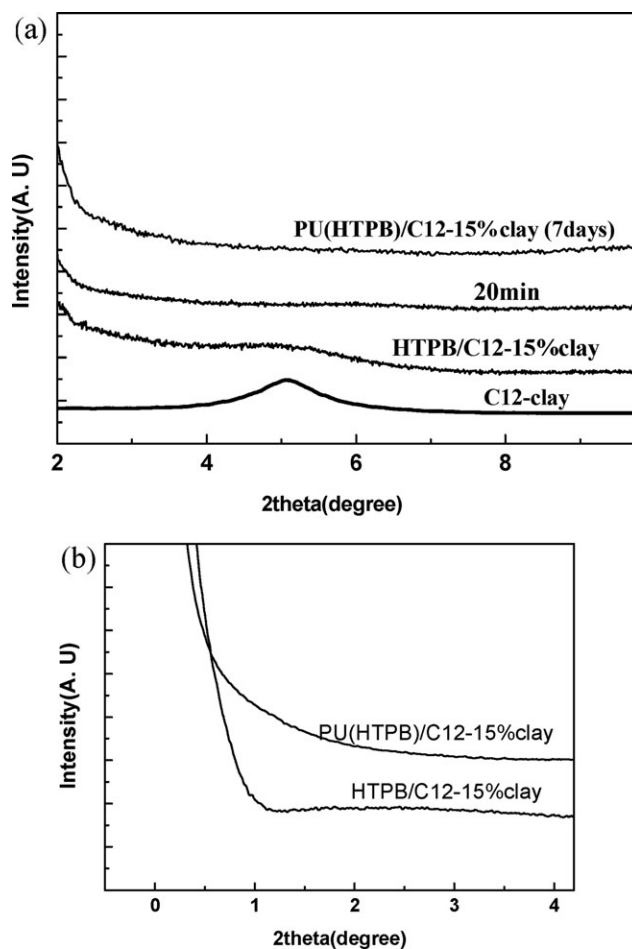 (a)
Intensity(A. U)
PU(HTPB)/C12-15%clay (7days)
20min
HTPB/C12-15%clay
C12-clay
2 4 6 8
2theta(degree)
(b)
Intensity(A. U)
PU(HTPB)/C12-15%clay
HTPB/C12-15%clay
0 1 2 3 4
2theta(degree)